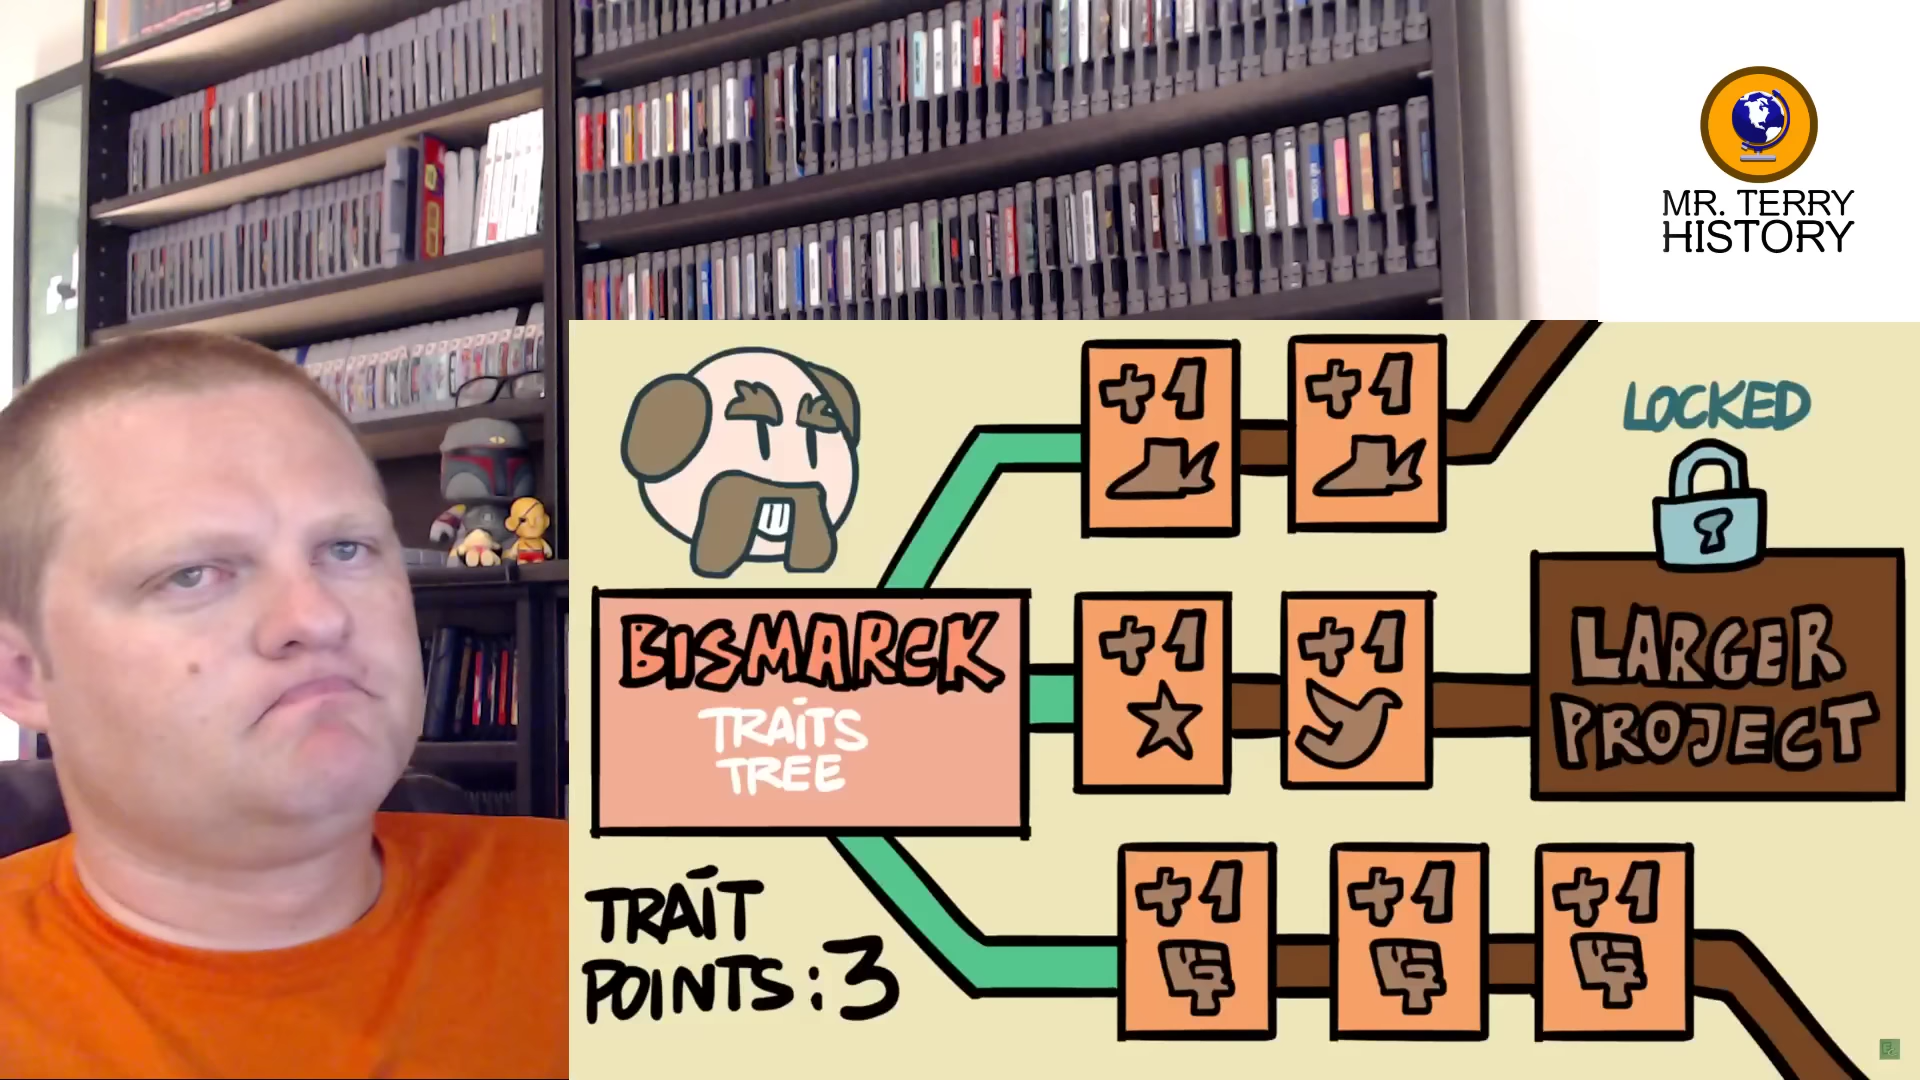 MR. TERRY
HISTORY
LOCKED
+1
+1
BISMARCK
TRAITS
TREE
+1
+1
LARGER
PROJECT
TRAIT
POINTS: 3
+1
+1
+1